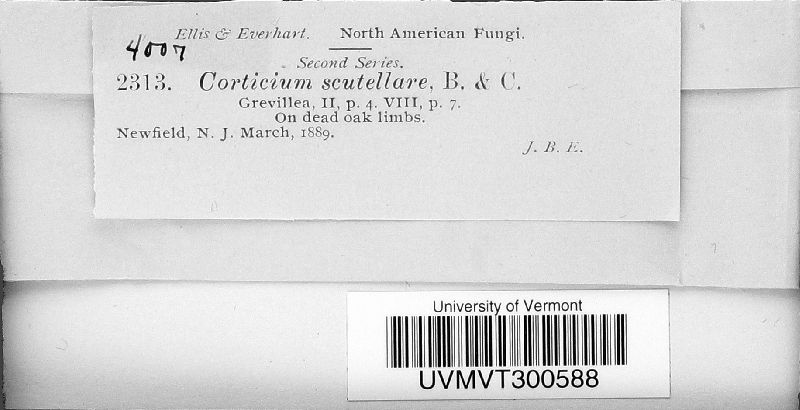 Ellis & Everhart. North American Fungi.
4007
Second Series.
2313. Corticium scutellare, B. & C.
Grevillea, II, p. 4. VIII, p. 7.
On dead oak limbs.
Newfield, N. J. March, 1889.
J. B. E.
University of Vermont
UVMVT300588